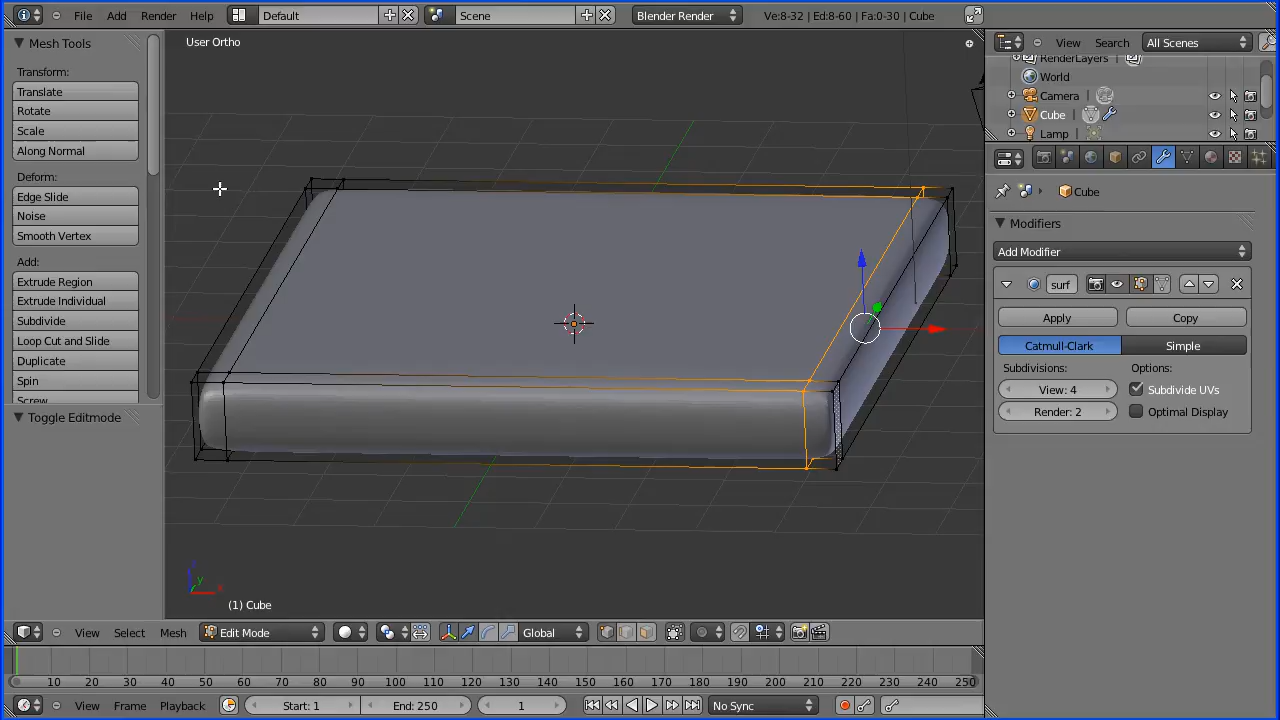 File Add Render Help Default Scene Blender Render Ve:8-32 | Ed:8-60 | Fa:0-30 | Cube
Mesh Tools
Transform:
Translate
Rotate
Scale
Along Normal
Deform:
Edge Slide
Noise
Smooth Vertex
Add:
Extrude Region
Extrude Individual
Subdivide
Loop Cut and Slide
Duplicate
Spin
Screw
Toggle Editmode
User Ortho
z
y
x
(1) Cube
View Search All Scenes
RenderLayers |
World
Camera |
Cube |
Lamp |
Cube
Modifiers
Add Modifier
surf
Apply Copy
Catmull-Clark Simple
Subdivisions: Options:
View: 4 Subdivide UVs
Render: 2 Optimal Display
View Select Mesh Edit Mode Global
10 20 30 40 50 60 70 80 90 100 110 120 130 140 150 160 170 180 190 200 210 220 230 240 250
View Frame Playback Start: 1 End: 250 1 No Sync